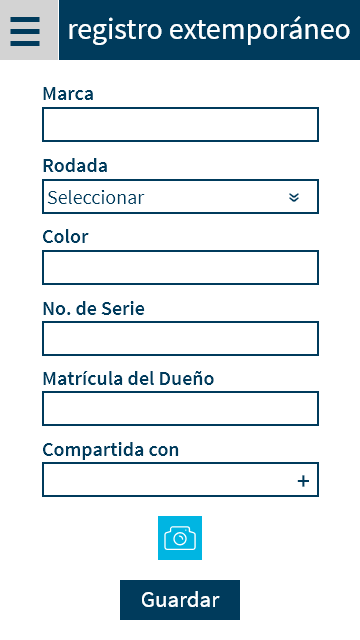 registro extemporáneo
Marca
Rodada
Seleccionar
Color
No. de Serie
Matrícula del Dueño
Compartida con
+
Guardar